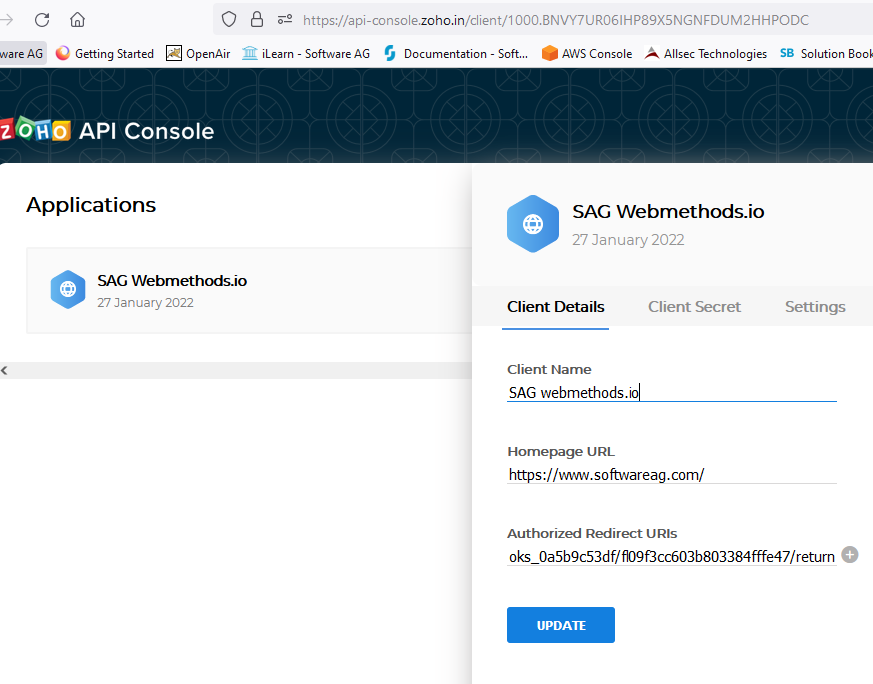 https://api-console.zoho.in/client/1000.BNVY7UR06IHP89X5NGNFDUM2HHPODC
ware AG Getting Started OpenAir iLearn - Software AG Documentation - Soft... AWS Console Allsec Technologies SB Solution Book
ZOHO API Console
Applications
SAG Webmethods.io
27 January 2022
SAG Webmethods.io
27 January 2022
Client Details Client Secret Settings
Client Name
SAG webmethods.io
Homepage URL
https://www.softwareag.com/
Authorized Redirect URIs
oks_0a5b9c53df/fl09f3cc603b803384fffe47/return
UPDATE